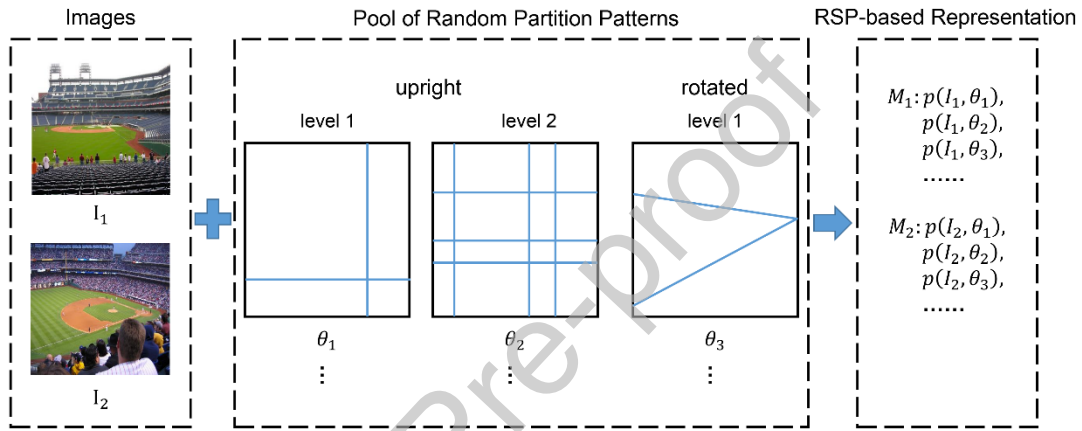 Images
Pool of Random Partition Patterns
RSP-based Representation
upright
rotated
level 1
level 2
level 1
I₁
I₂
θ₁
θ₂
θ₃
⋮
⋮
⋮
M₁: p(I₁, θ₁),
p(I₁, θ₂),
p(I₁, θ₃),
......
M₂: p(I₂, θ₁),
p(I₂, θ₂),
p(I₂, θ₃),
......
Pre-proof